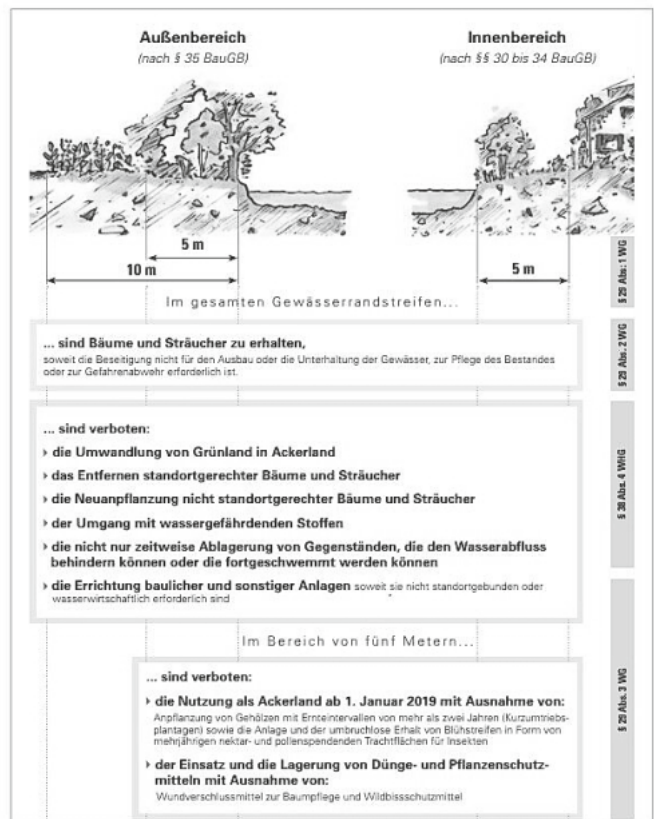 Außenbereich
(nach § 35 BauGB)
Innenbereich
(nach §§ 30 bis 34 BauGB)
5 m
10 m
5 m
§ 29 Abs. 1 WG
Im gesamten Gewässerrandstreifen...
... sind Bäume und Sträucher zu erhalten,
soweit die Beseitigung nicht für den Ausbau oder die Unterhaltung der Gewässer, zur Pflege des Bestandes
oder zur Gefahrenabwehr erforderlich ist.
§ 29 Abs. 2 WG
... sind verboten:
› die Umwandlung von Grünland in Ackerland
› das Entfernen standortgerechter Bäume und Sträucher
› die Neuanpflanzung nicht standortgerechter Bäume und Sträucher
› der Umgang mit wassergefährdenden Stoffen
› die nicht nur zeitweise Ablagerung von Gegenständen, die den Wasserabfluss
behindern können oder die fortgeschwemmt werden können
› die Errichtung baulicher und sonstiger Anlagen soweit sie nicht standortgebunden oder
wasserwirtschaftlich erforderlich sind
§ 38 Abs. 4 WHG
Im Bereich von fünf Metern...
... sind verboten:
› die Nutzung als Ackerland ab 1. Januar 2019 mit Ausnahme von:
Anpflanzung von Gehölzen mit Ernteintervallen von mehr als zwei Jahren (Kurzumtriebs-
plantagen) sowie die Anlage und der umbruchlose Erhalt von Blühstreifen in Form von
mehrjährigen nektar- und pollenspendenden Trachtflächen für Insekten
› der Einsatz und die Lagerung von Dünge- und Pflanzenschutz-
mitteln mit Ausnahme von:
Wundverschlussmittel zur Baumpflege und Wildbissschutzmittel
§ 29 Abs. 3 WG